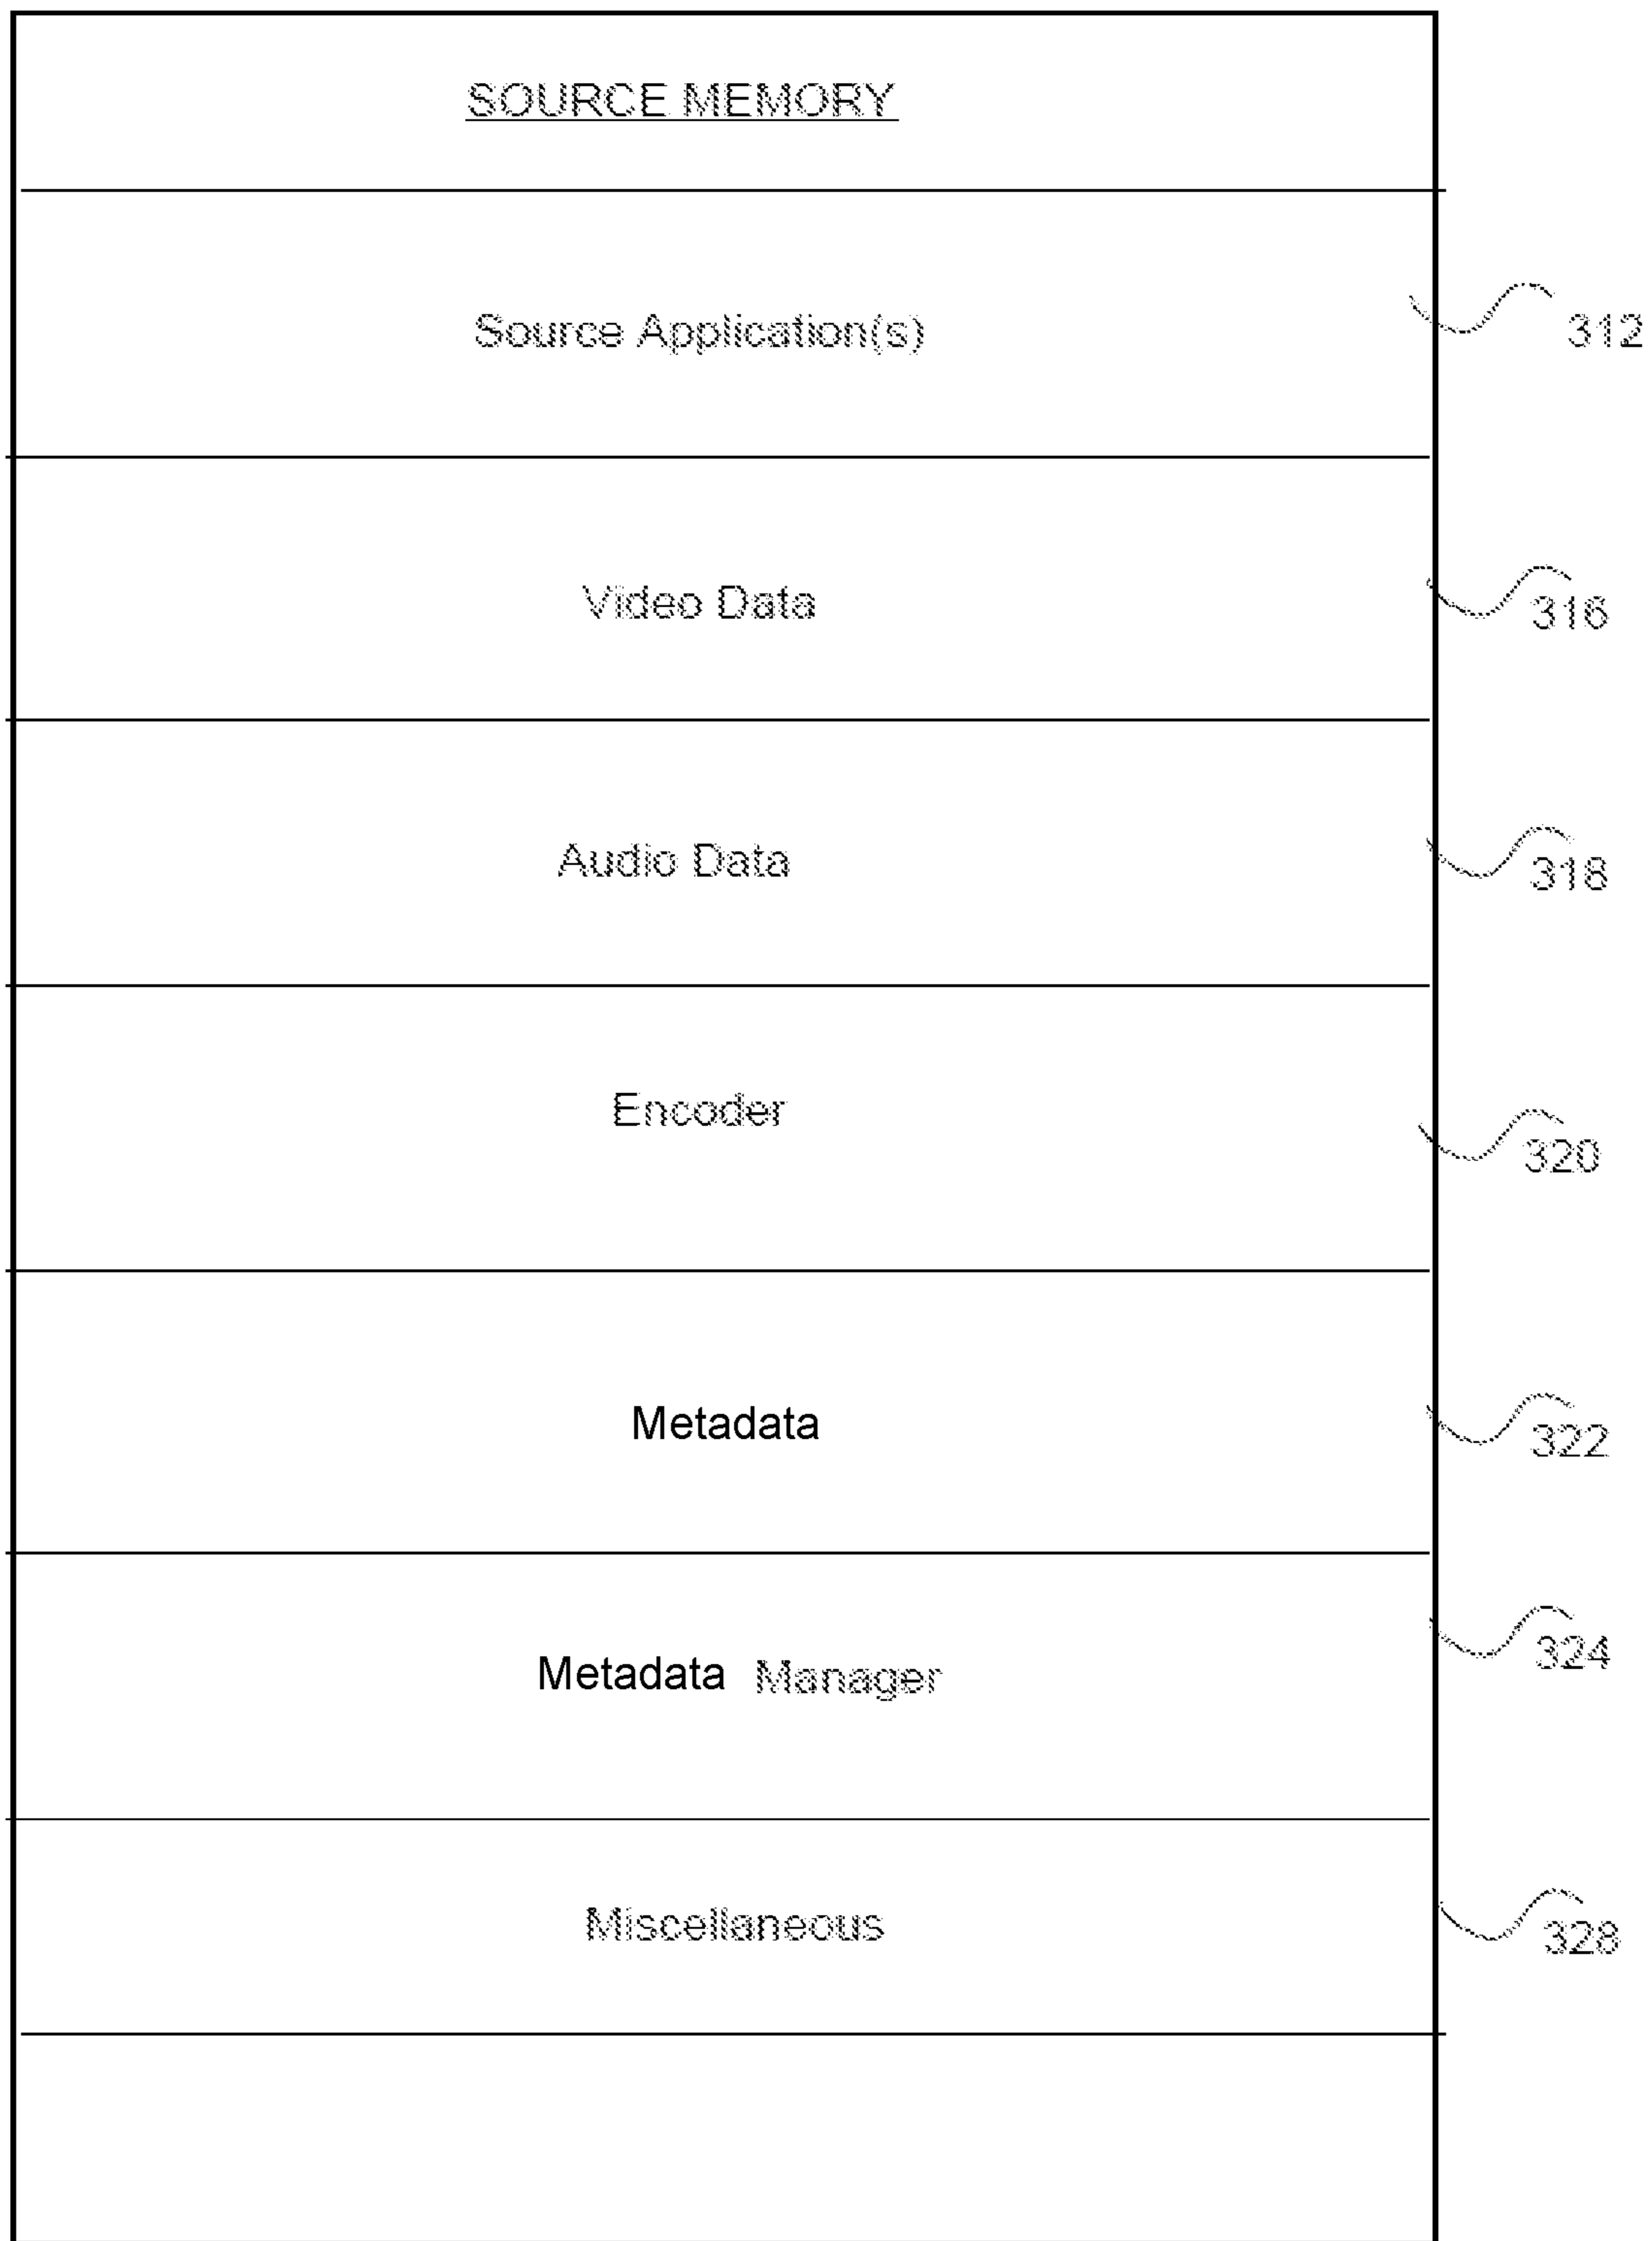 SOURCE MEMORY
Source Application(s)
312
Video Data
316
Audio Data
318
Encoder
320
Metadata
322
Metadata Manager
324
Miscellaneous
328